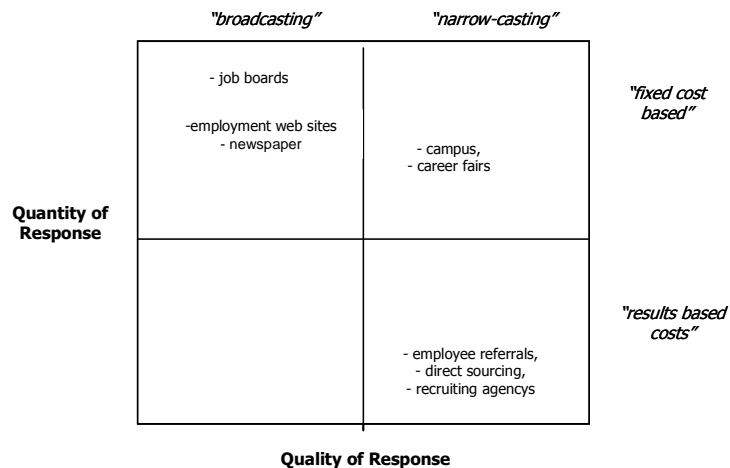 "broadcasting"
"narrow-casting"
- job boards
-employment web sites
- newspaper
"fixed cost
based"
- campus,
- career fairs
Quantity of
Response
"results based
costs"
- employee referrals,
- direct sourcing,
- recruiting agencys
Quality of Response